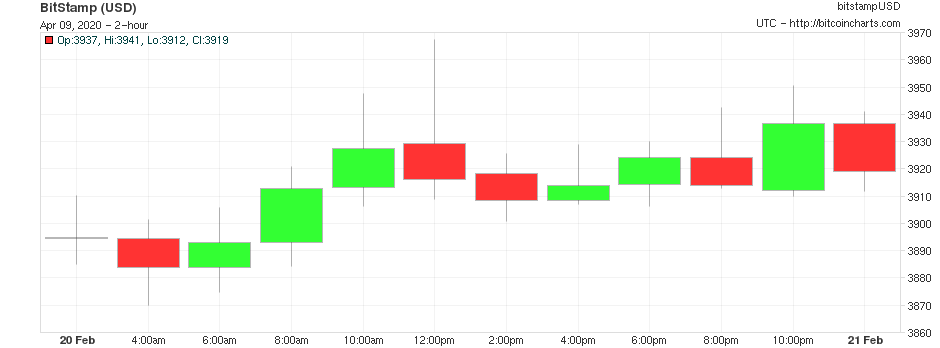 BitStamp (USD)
bitstampUSD
Apr 09, 2020 - 2-hour
UTC - http://bitcoincharts.com
Op:3937, Hi:3941, Lo:3912, Cl:3919
3970
3960
3950
3940
3930
3920
3910
3900
3890
3880
3870
3860
20 Feb 4:00am 6:00am 8:00am 10:00am 12:00pm 2:00pm 4:00pm 6:00pm 8:00pm 10:00pm 21 Feb